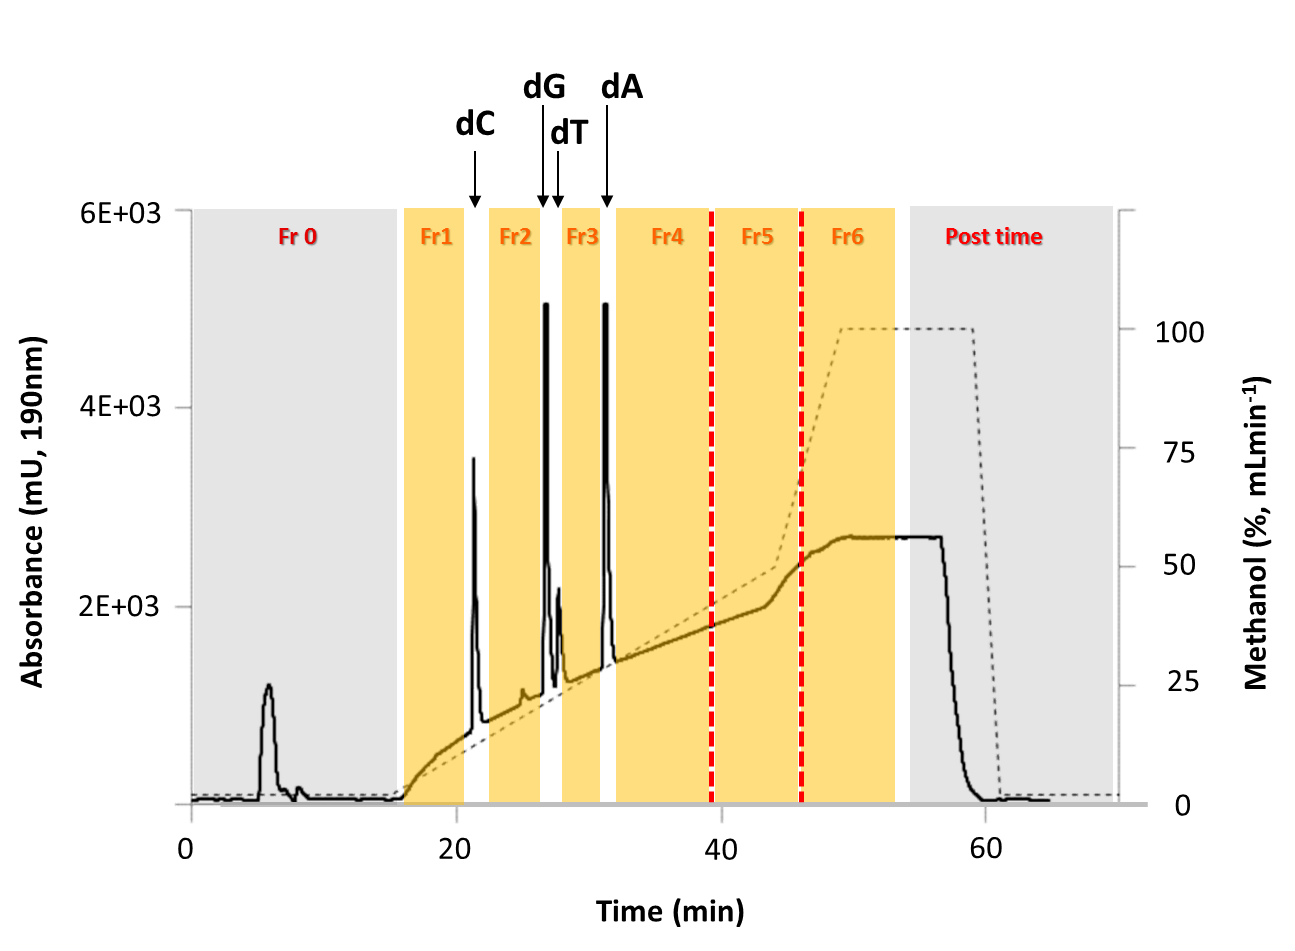 dG
dA
dC
dT
6E+03
4E+03
2E+03
Fr 0
Fr1
Fr2
Fr3
Fr4
Fr5
Fr6
Post time
100
75
50
25
0
Absorbance (mU, 190nm)
Methanol (%, mLmin⁻¹)
0
20
40
60
Time (min)